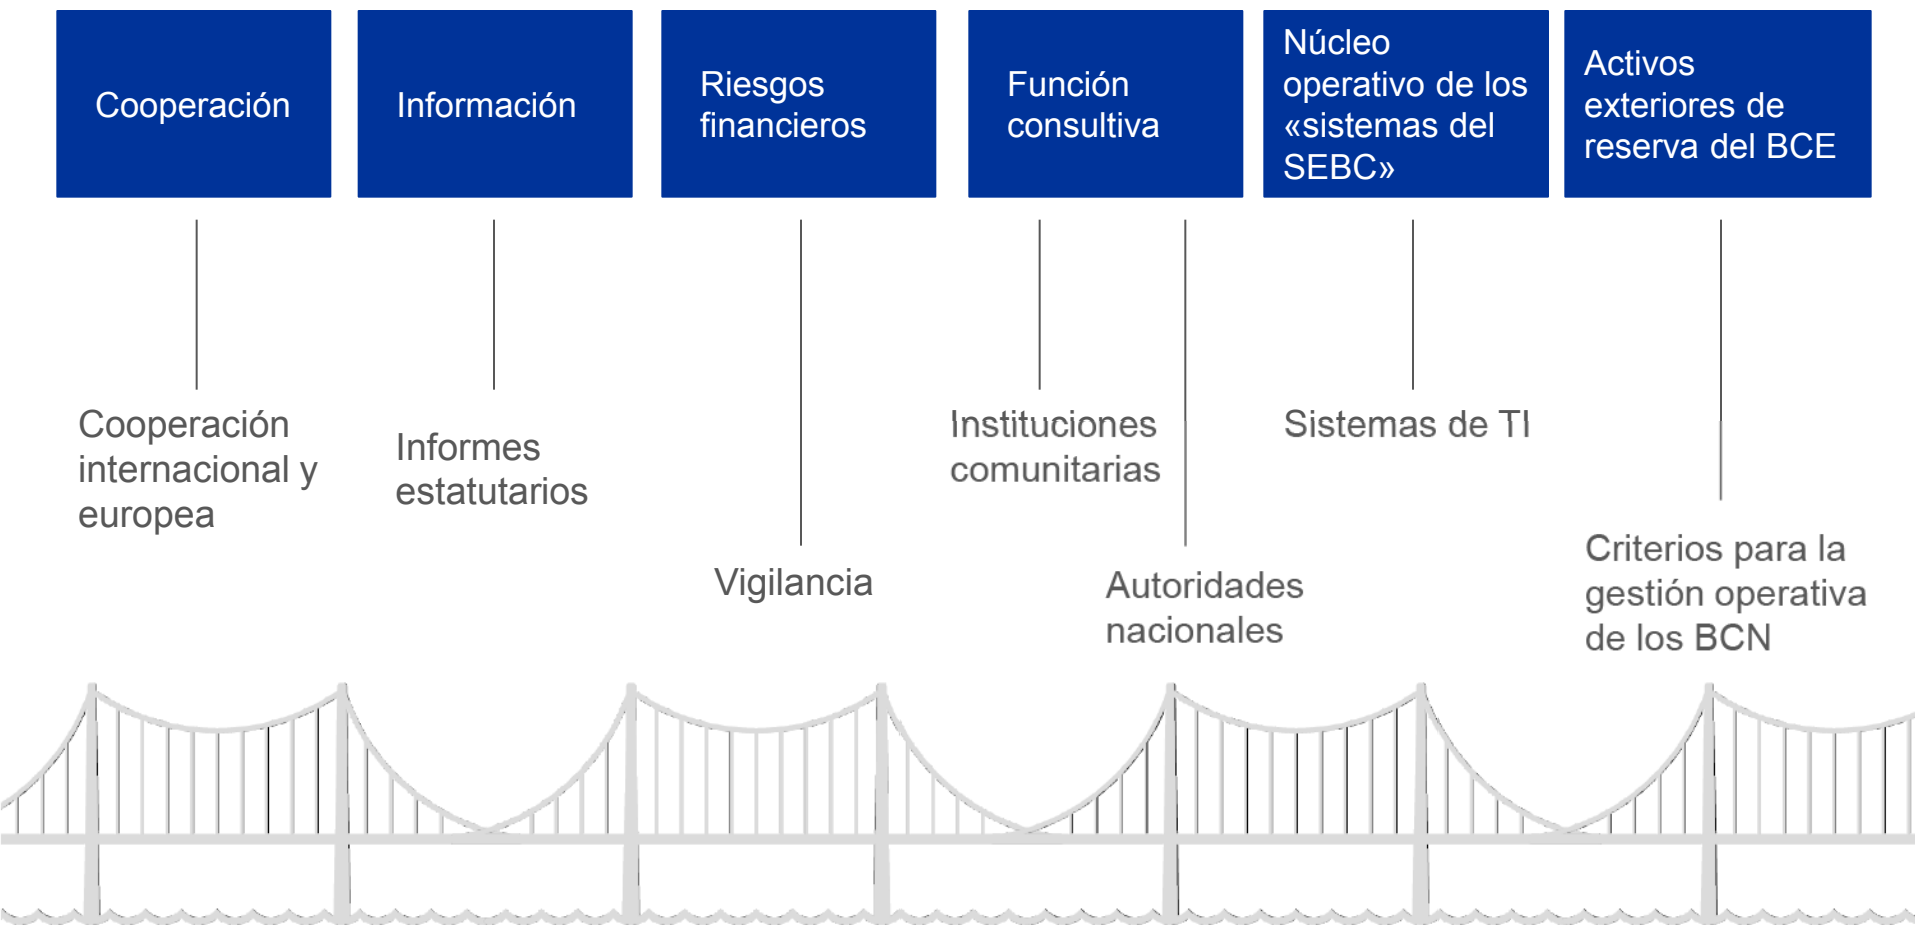 Cooperación
Información
Riesgos
financieros
Función
consultiva
Núcleo
operativo de los
«sistemas del
SEBC»
Activos
exteriores de
reserva del BCE
Cooperación
internacional y
europea
Informes
estatutarios
Vigilancia
Instituciones
comunitarias
Autoridades
nacionales
Sistemas de TI
Criterios para la
gestión operativa
de los BCN